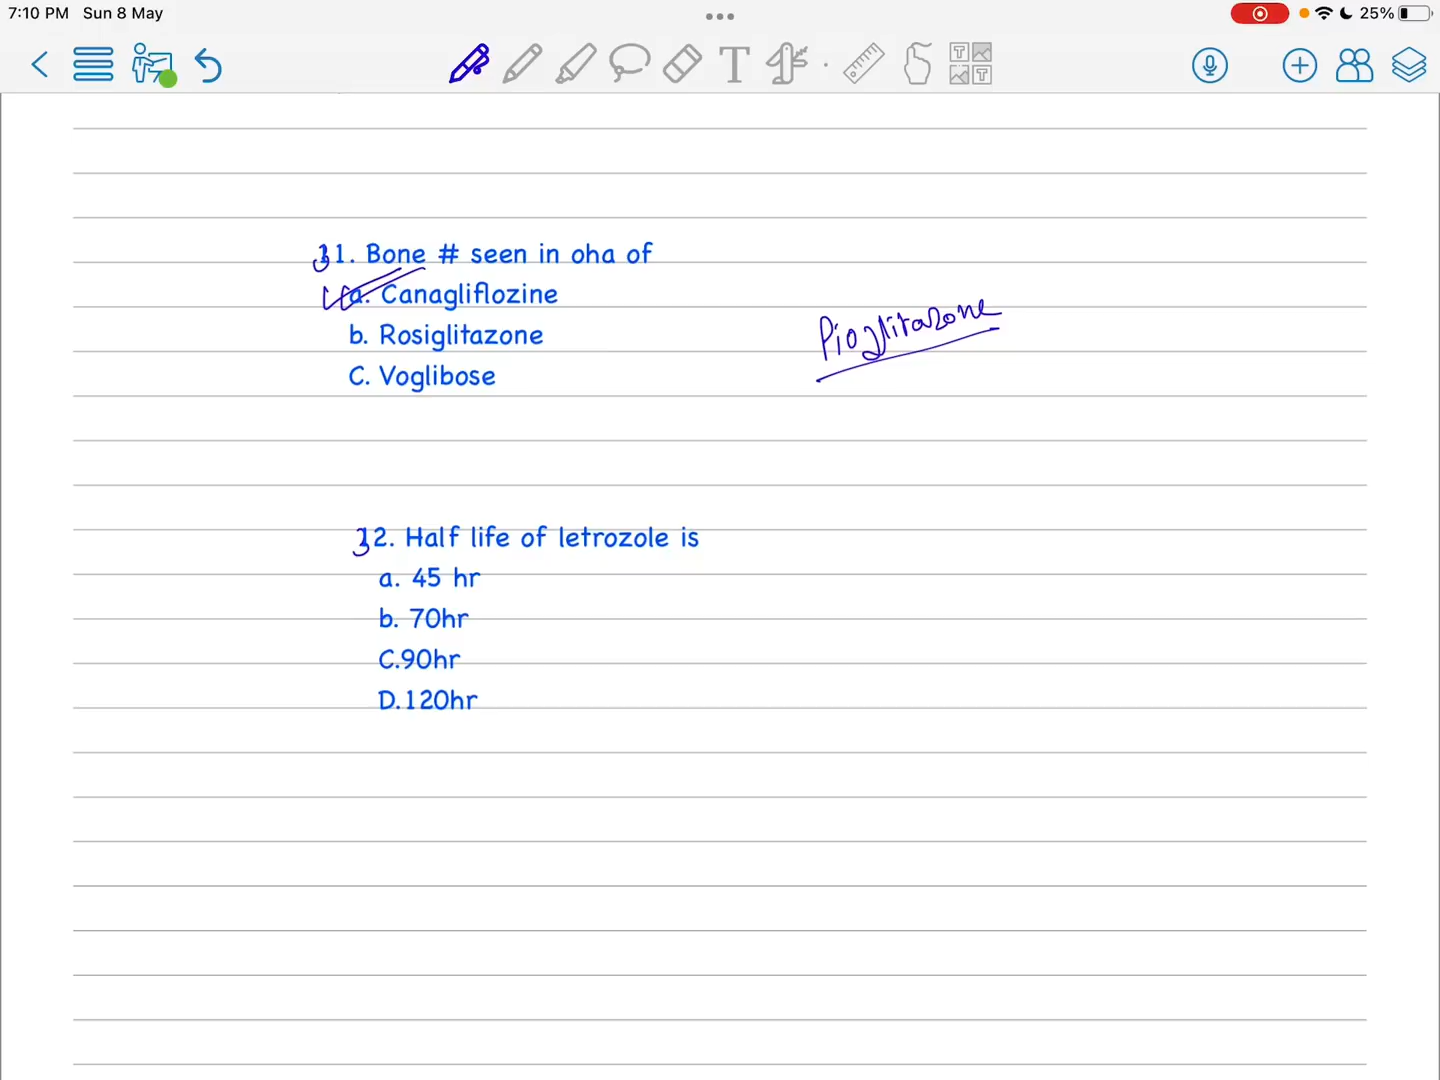 7:10 PM Sun 8 May
25%
31. Bone # seen in oha of
a. Canagliflozine
b. Rosiglitazone
C. Voglibose
Pioglitazone
32. Half life of letrozole is
a. 45 hr
b. 70hr
C.90hr
D.120hr